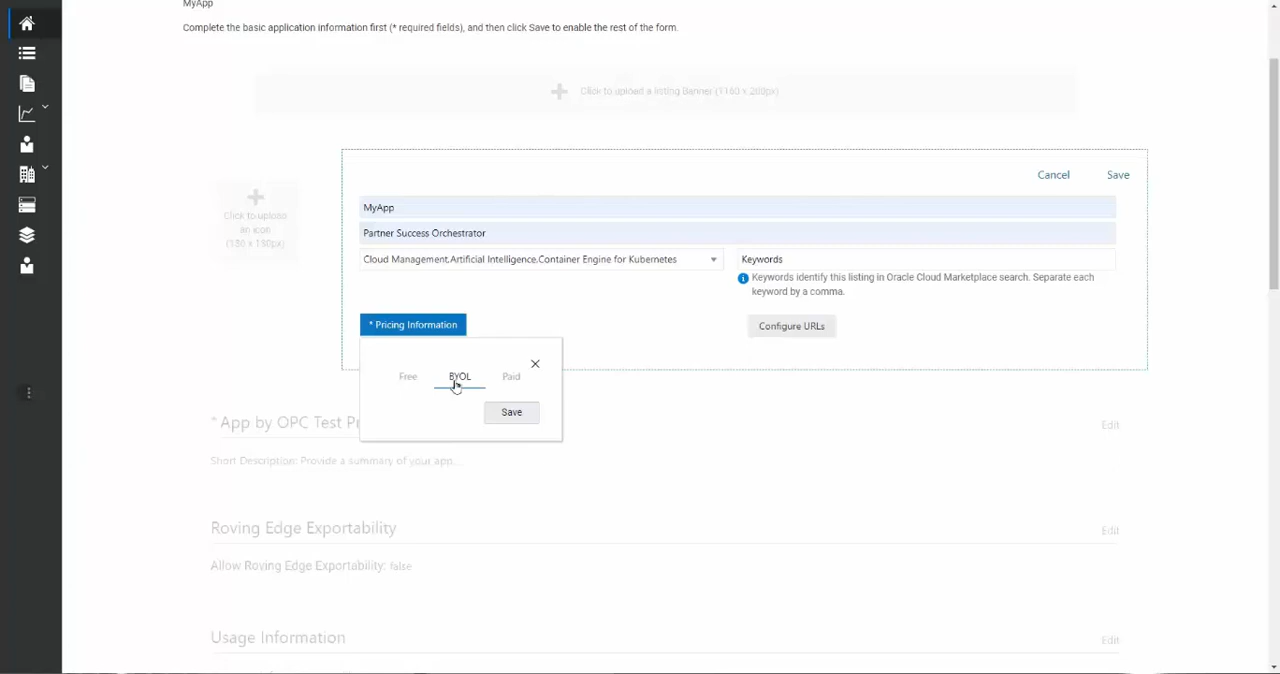 MyApp
Complete the basic application information first (* required fields), and then click Save to enable the rest of the form.
Click to upload a listing Banner (1160 x 200px)
Cancel Save
Click to upload
an icon
(130 x 130px)
MyApp
Partner Success Orchestrator
Cloud Management.Artificial Intelligence.Container Engine for Kubernetes
Keywords
Keywords identify this listing in Oracle Cloud Marketplace search. Separate each
keyword by a comma.
* Pricing Information
Configure URLs
Free BYOL Paid
Save
* App by OPC Test
Edit
Short Description: Provide a summary of your app...
Roving Edge Exportability
Edit
Allow Roving Edge Exportability: false
Usage Information
Edit